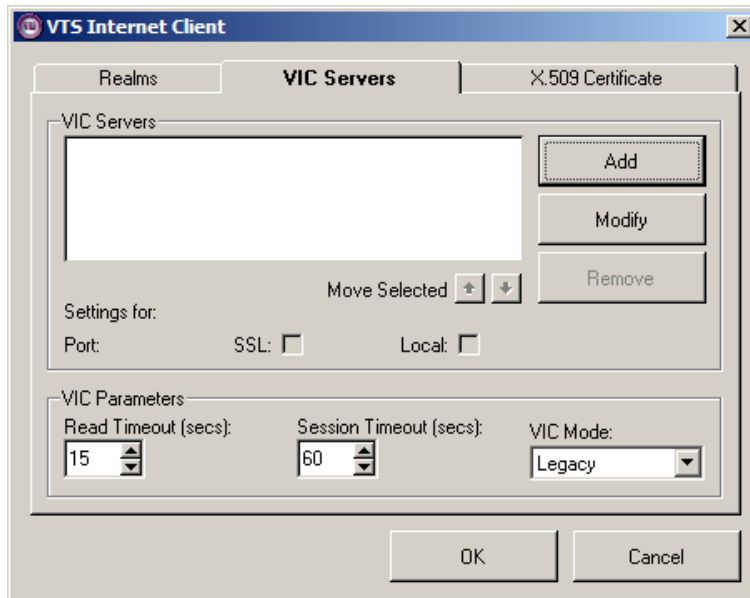 VTS Internet Client
Realms VIC Servers X.509 Certificate
VIC Servers
Add
Modify
Remove
Move Selected
Settings for:
Port: SSL: Local:
VIC Parameters
Read Timeout (secs): Session Timeout (secs): VIC Mode:
15 60 Legacy
OK Cancel